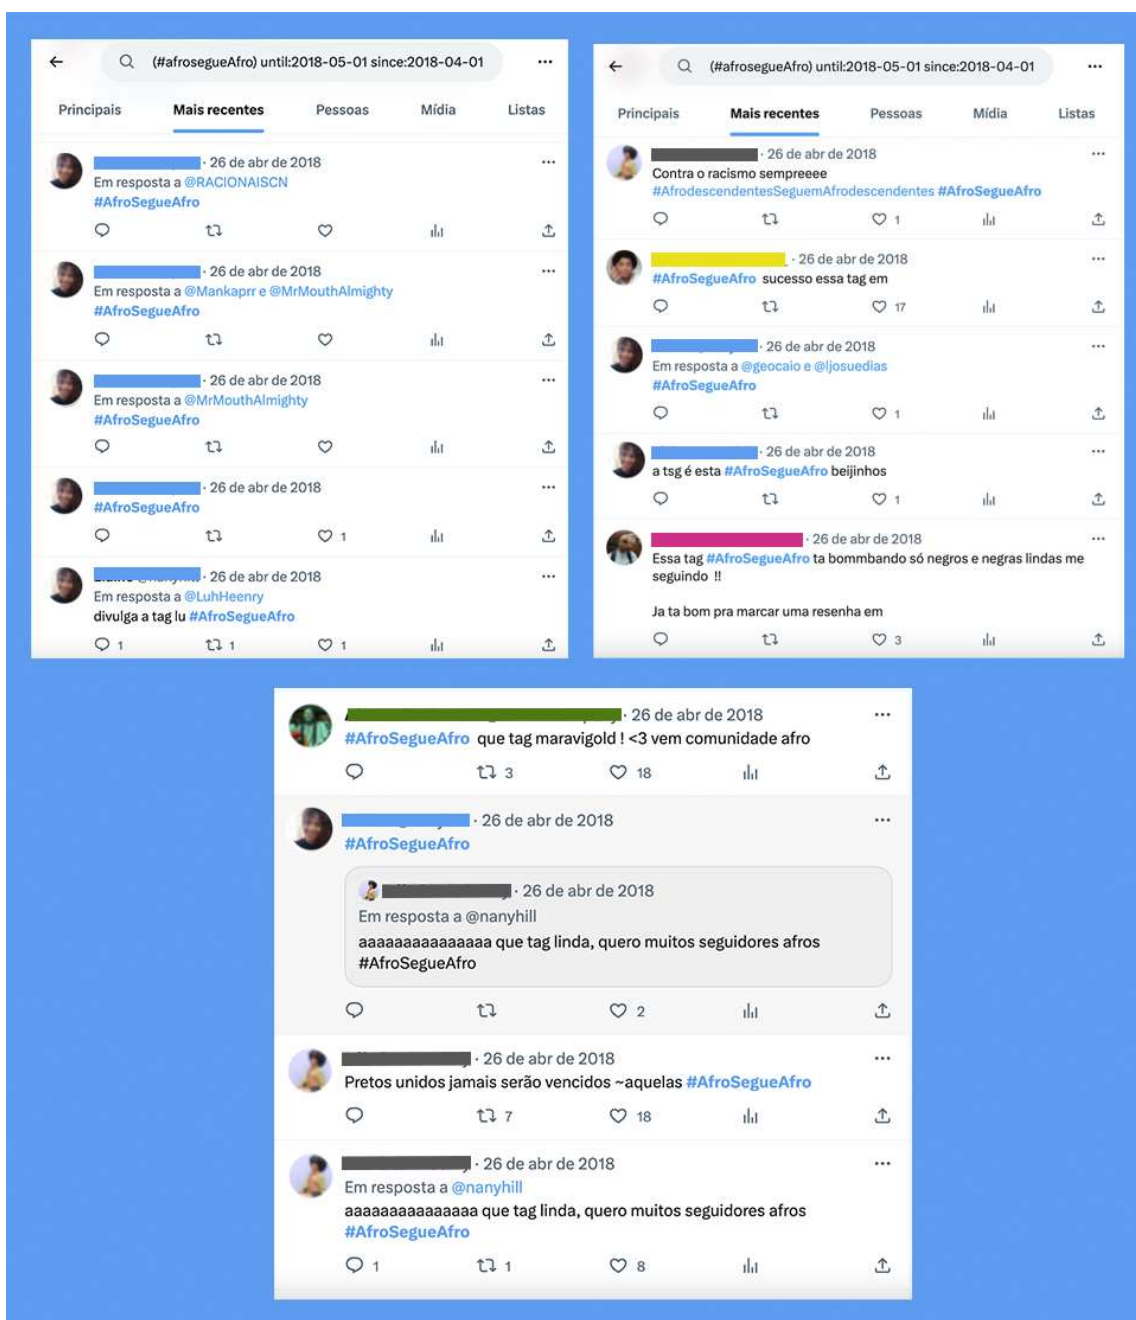 (#afrosegueAfro) until:2018-05-01 since:2018-04-01
Principais Mais recentes Pessoas Mídia Listas
· 26 de abr de 2018
Em resposta a @RACIONAISCN
#AfroSegueAfro
· 26 de abr de 2018
Em resposta a @Mankaprr e @MrMouthAlmighty
#AfroSegueAfro
· 26 de abr de 2018
Em resposta a @MrMouthAlmighty
#AfroSegueAfro
· 26 de abr de 2018
#AfroSegueAfro
1
· 26 de abr de 2018
Em resposta a @LuhHeenry
divulga a tag lu #AfroSegueAfro
1 1 1
(#afrosegueAfro) until:2018-05-01 since:2018-04-01
Principais Mais recentes Pessoas Mídia Listas
· 26 de abr de 2018
Contra o racismo sempreeee
#AfrodescendentesSeguemAfrodescendentes #AfroSegueAfro
1
· 26 de abr de 2018
#AfroSegueAfro sucesso essa tag em
17
· 26 de abr de 2018
Em resposta a @geocaio e @ljosuedias
#AfroSegueAfro
1
· 26 de abr de 2018
a tsg é esta #AfroSegueAfro beijinhos
1
· 26 de abr de 2018
Essa tag #AfroSegueAfro ta bommbando só negros e negras lindas me
seguindo !!
Ja ta bom pra marcar uma resenha em
3
· 26 de abr de 2018
#AfroSegueAfro que tag maravigold ! <3 vem comunidade afro
3 18
· 26 de abr de 2018
#AfroSegueAfro
· 26 de abr de 2018
Em resposta a @nanyhill
aaaaaaaaaaaaaaa que tag linda, quero muitos seguidores afros
#AfroSegueAfro
2
· 26 de abr de 2018
Pretos unidos jamais serão vencidos ~aquelas #AfroSegueAfro
7 18
· 26 de abr de 2018
Em resposta a @nanyhill
aaaaaaaaaaaaaaa que tag linda, quero muitos seguidores afros
#AfroSegueAfro
1 1 8